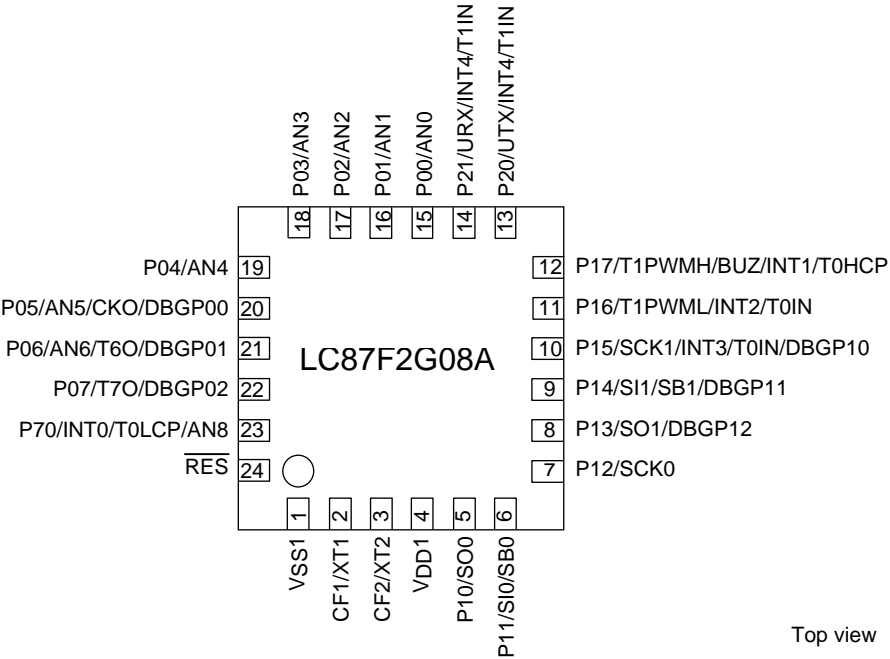 P03/AN3
P02/AN2
P01/AN1
P00/AN0
P21/URX/INT4/T1IN
P20/UTX/INT4/T1IN
18
17
16
15
14
13
P04/AN4 19
P05/AN5/CKO/DBGP00 20
P06/AN6/T6O/DBGP01 21
P07/T7O/DBGP02 22
P70/INT0/T0LCP/AN8 23
RES 24
LC87F2G08A
12 P17/T1PWMH/BUZ/INT1/T0HCP
11 P16/T1PWML/INT2/T0IN
10 P15/SCK1/INT3/T0IN/DBGP10
9 P14/SI1/SB1/DBGP11
8 P13/SO1/DBGP12
7 P12/SCK0
1
2
3
4
5
6
VSS1
CF1/XT1
CF2/XT2
VDD1
P10/SO0
P11/SI0/SB0
Top view